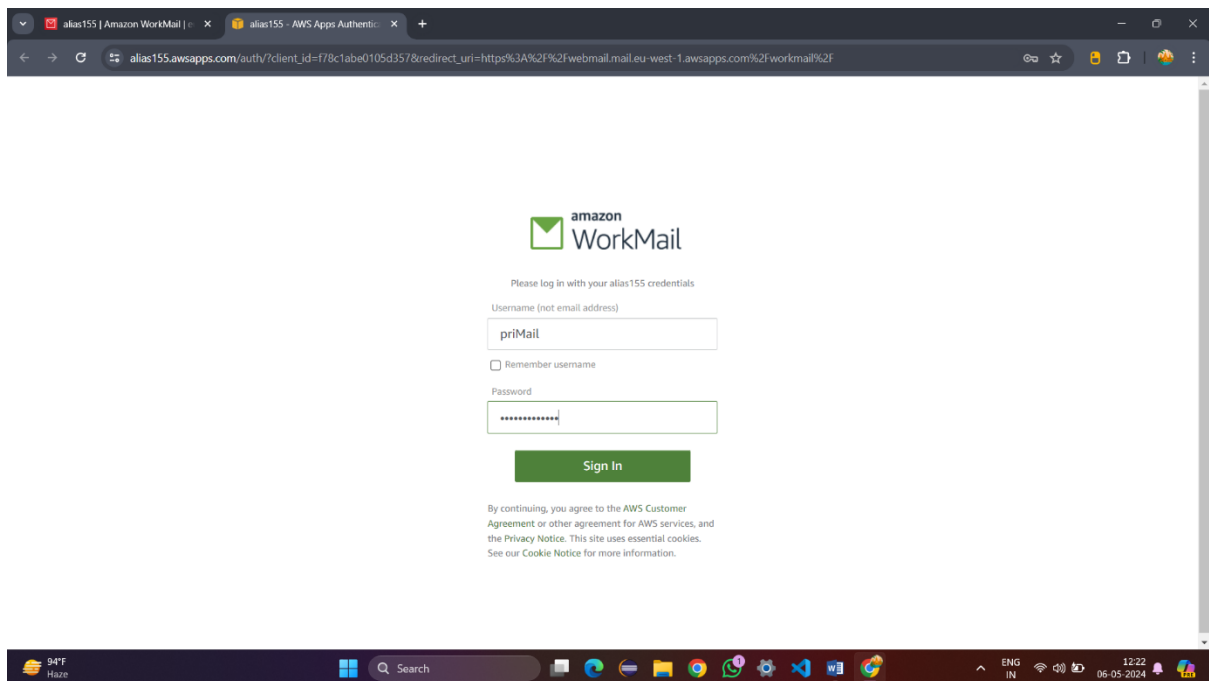 alias155 | Amazon WorkMail | e
alias155 - AWS Apps Authentic
alias155.awsapps.com/auth/?client_id=f78c1abe0105d357&redirect_uri=https%3A%2F%2Fwebmail.mail.eu-west-1.awsapps.com%2Fworkmail%2F
amazon
WorkMail
Please log in with your alias155 credentials
Username (not email address)
priMail
Remember username
Password
•••••••••••••
Sign In
By continuing, you agree to the AWS Customer
Agreement or other agreement for AWS services, and
the Privacy Notice. This site uses essential cookies.
See our Cookie Notice for more information.
94°F
Haze
Search
1
ENG
IN
12:22
06-05-2024
PRE